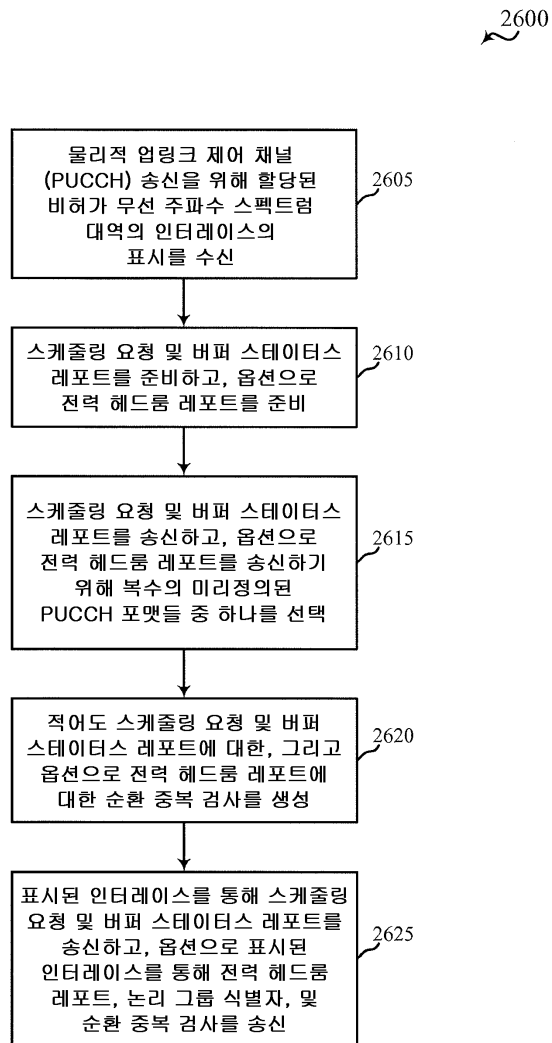 2600
물리적 업링크 제어 채널
(PUCCH) 송신을 위해 할당된
비허가 무선 주파수 스펙트럼
대역의 인터레이스의
표시를 수신
2605
스케줄링 요청 및 버퍼 스테이터스
레포트를 준비하고, 옵션으로
전력 헤드룸 레포트를 준비
2610
스케줄링 요청 및 버퍼 스테이터스
레포트를 송신하고, 옵션으로
전력 헤드룸 레포트를 송신하기
위해 복수의 미리정의된
PUCCH 포맷들 중 하나를 선택
2615
적어도 스케줄링 요청 및 버퍼
스테이터스 레포트에 대한, 그리고
옵션으로 전력 헤드룸 레포트에
대한 순환 중복 검사를 생성
2620
표시된 인터레이스를 통해 스케줄링
요청 및 버퍼 스테이터스 레포트를
송신하고, 옵션으로 표시된
인터레이스를 통해 전력 헤드룸
레포트, 논리 그룹 식별자, 및
순환 중복 검사를 송신
2625